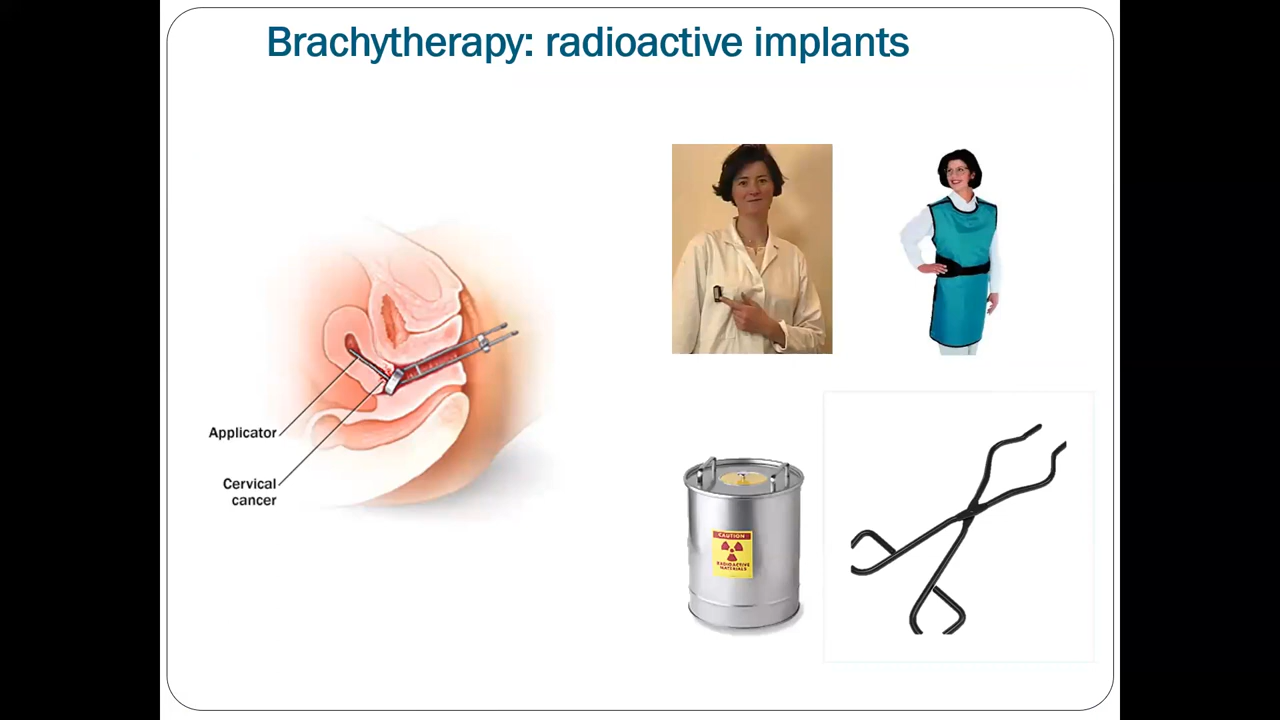 Brachytherapy: radioactive implants
Applicator
Cervical
cancer
CAUTION
RADIOACTIVE
MATERIALS